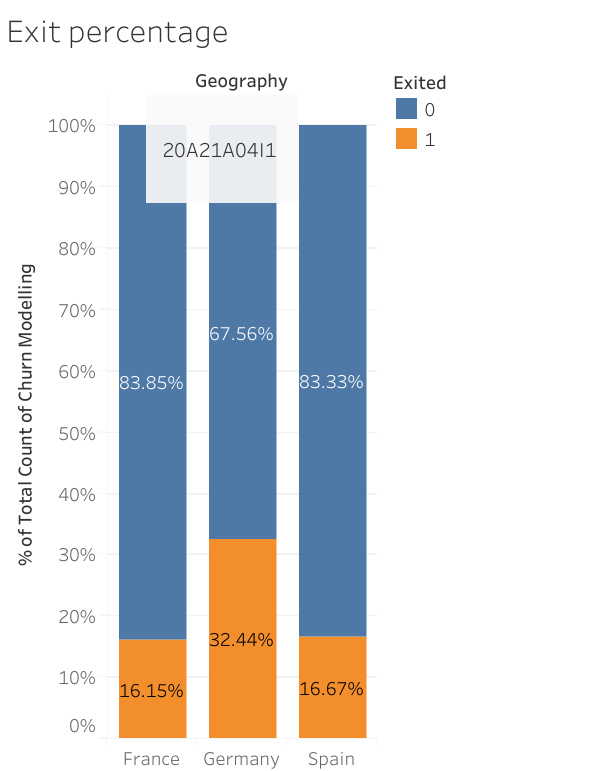 Exit percentage
Geography
Exited
0
1
20A21A04I1
% of Total Count of Churn Modelling
100%
90%
80%
70%
60%
50%
40%
30%
20%
10%
0%
83.85%
67.56%
83.33%
16.15%
32.44%
16.67%
France
Germany
Spain